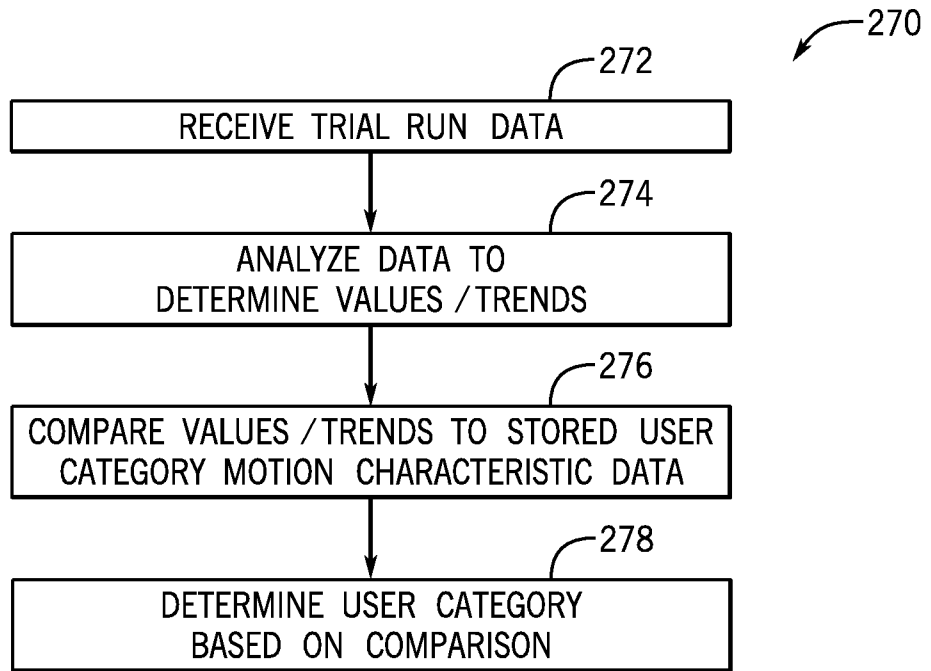 270
272
RECEIVE TRIAL RUN DATA
274
ANALYZE DATA TO
DETERMINE VALUES / TRENDS
276
COMPARE VALUES / TRENDS TO STORED USER
CATEGORY MOTION CHARACTERISTIC DATA
278
DETERMINE USER CATEGORY
BASED ON COMPARISON